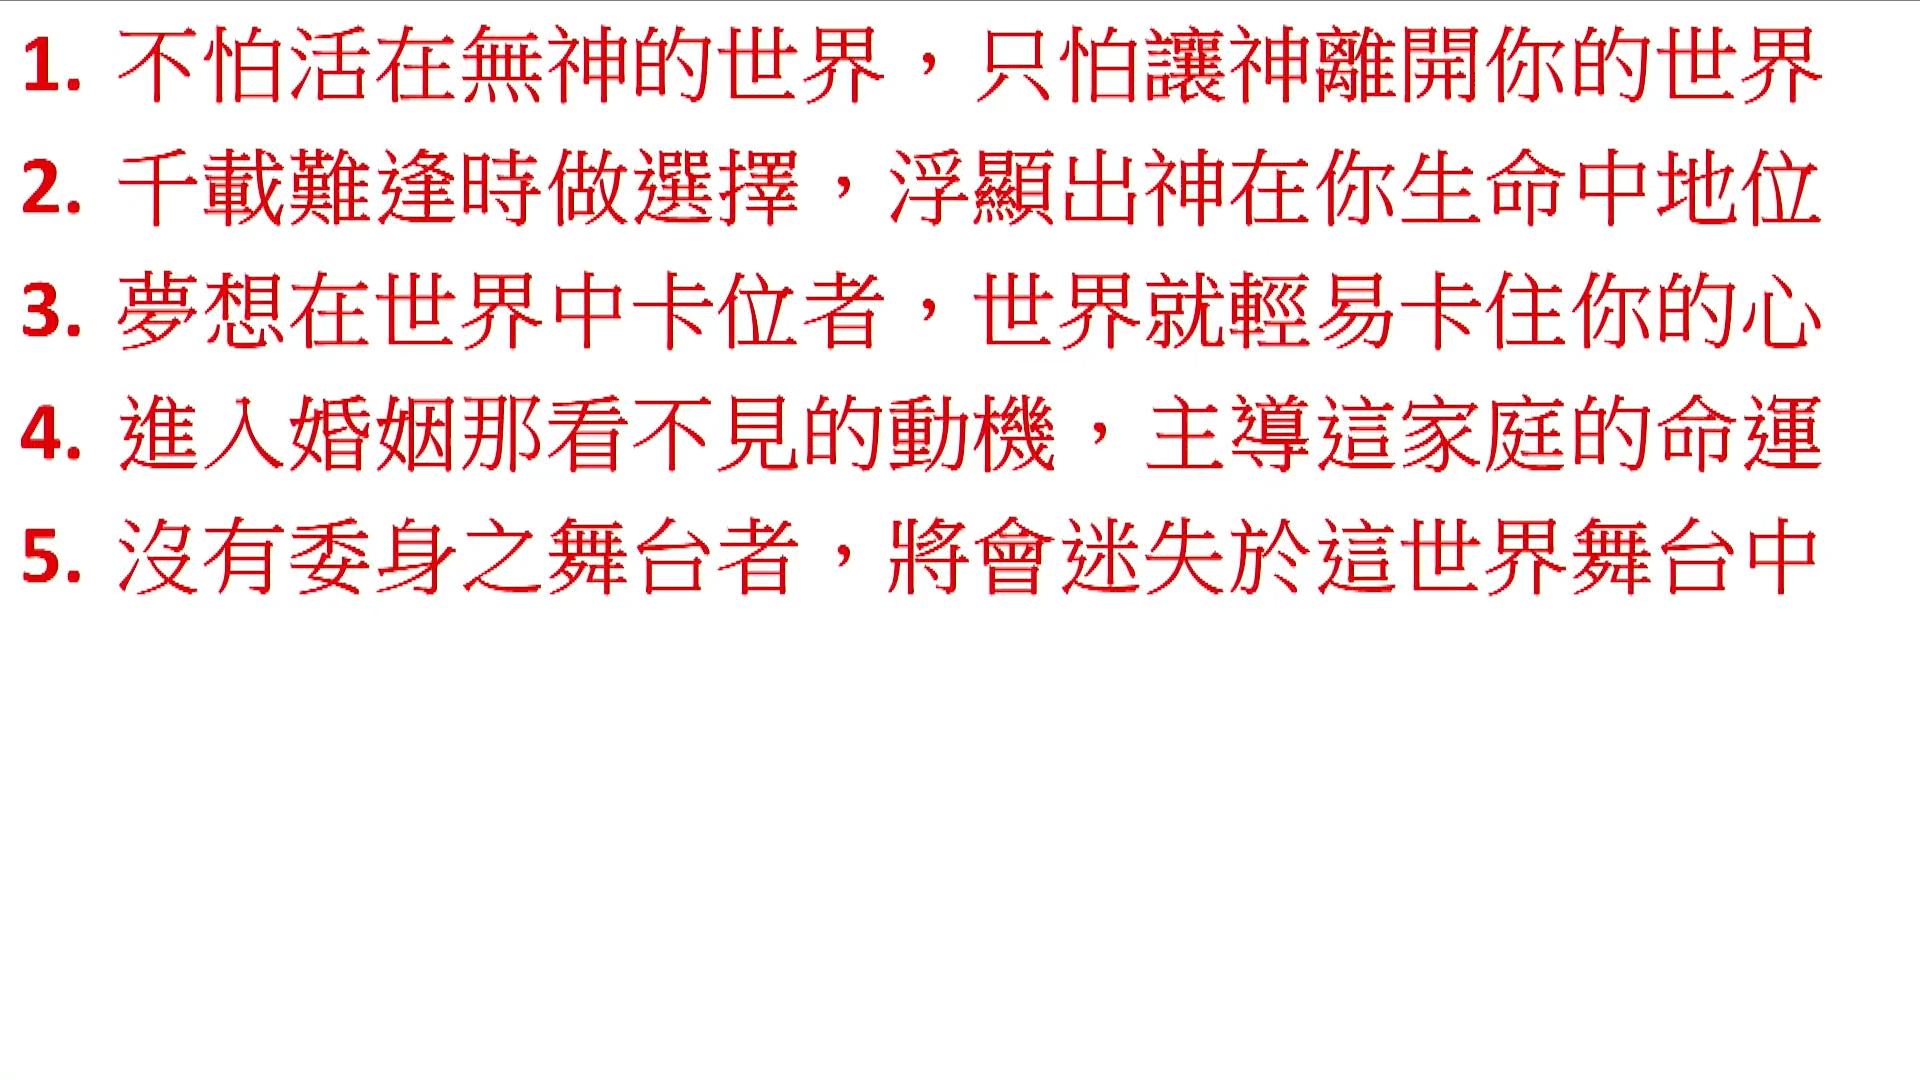 1. 不怕活在無神的世界，只怕讓神離開你的世界
2. 千載難逢時做選擇，浮顯出神在你生命中地位
3. 夢想在世界中卡位者，世界就輕易卡住你的心
4. 進入婚姻那看不見的動機，主導這家庭的命運
5. 沒有委身之舞台者，將會迷失於這世界舞台中